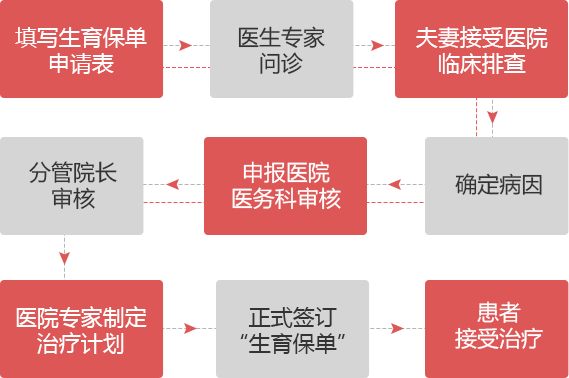 填写生育保单
申请表
医生专家
问诊
夫妻接受医院
临床排查
确定病因
申报医院
医务科审核
分管院长
审核
医院专家制定
治疗计划
正式签订
“生育保单”
患者
接受治疗